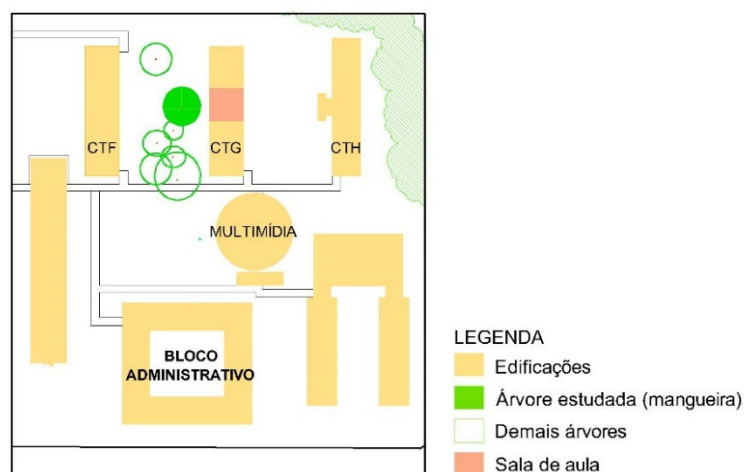 CTF
CTG
CTH
MULTIMÍDIA
BLOCO
ADMINISTRATIVO
LEGENDA
Edificações
Árvore estudada (mangueira)
Demais árvores
Sala de aula